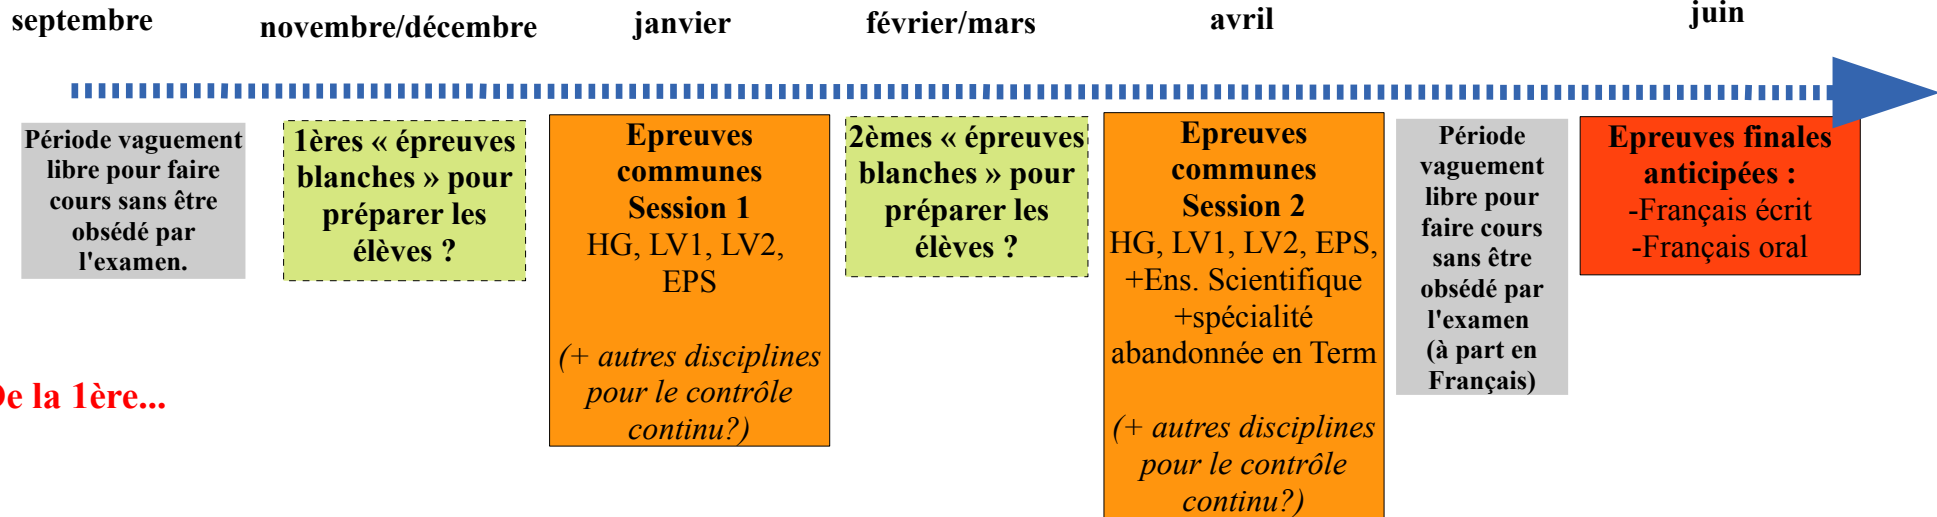 septembre
novembre/décembre
janvier
février/mars
avril
juin
Période vaguement
libre pour faire
cours sans être
obsédé par
l'examen.
1ères « épreuves
blanches » pour
préparer les
élèves ?
Epreuves
communes
Session 1
HG, LV1, LV2,
EPS
(+ autres disciplines
pour le contrôle
continu?)
2èmes « épreuves
blanches » pour
préparer les
élèves ?
Epreuves
communes
Session 2
HG, LV1, LV2, EPS,
+Ens. Scientifique
+spécialité
abandonnée en Term
(+ autres disciplines
pour le contrôle
continu?)
Période
vaguement
libre pour
faire cours
sans être
obsédé par
l'examen
(à part en
Français)
Epreuves finales
anticipées :
-Français écrit
-Français oral
De la 1ère...